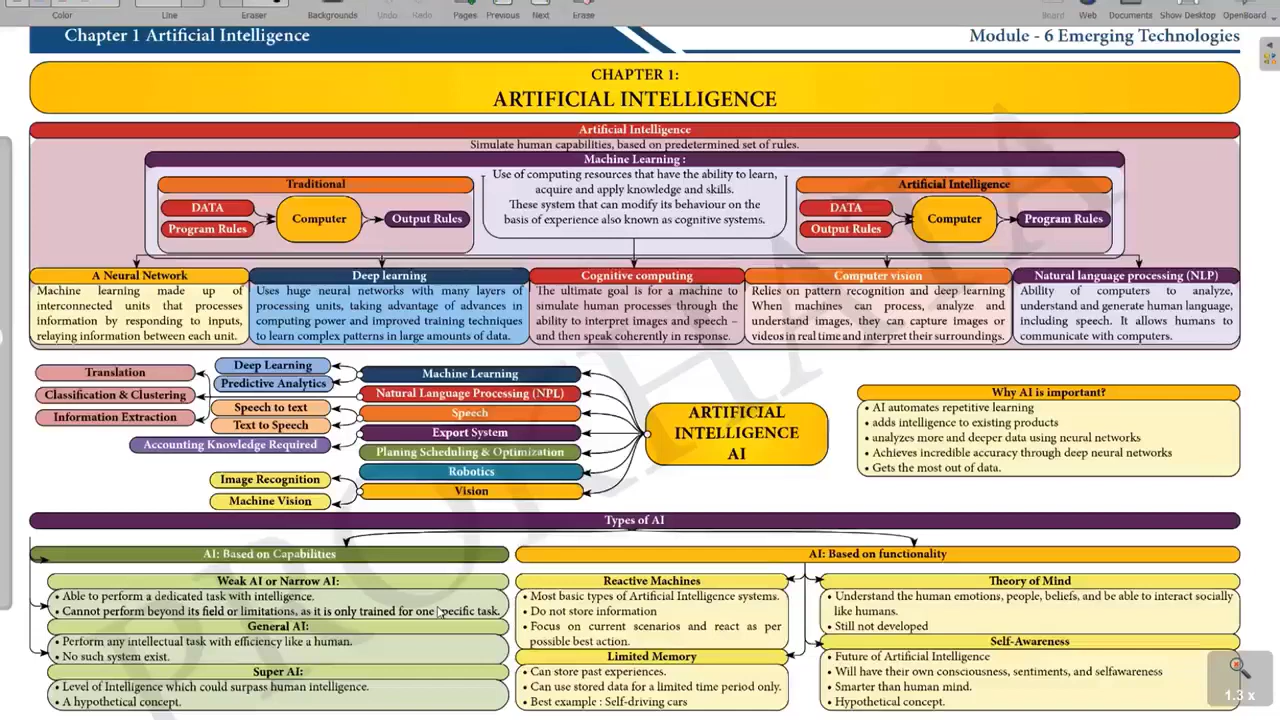 Color
Line
Eraser
Backgrounds
Undo
Redo
Pages
Previous
Next
Erase
Board
Web
Documents
Show Desktop
OpenBoard
Chapter 1 Artificial Intelligence
Module - 6 Emerging Technologies
CHAPTER 1:
ARTIFICIAL INTELLIGENCE
Artificial Intelligence
Simulate human capabilities, based on predetermined set of rules.
Machine Learning :
Traditional
DATA
Program Rules
Computer
Output Rules
Use of computing resources that have the ability to learn,
acquire and apply knowledge and skills.
These system that can modify its behaviour on the
basis of experience also known as cognitive systems.
Artificial Intelligence
DATA
Output Rules
Computer
Program Rules
A Neural Network
Machine learning made up of
interconnected units that processes
information by responding to inputs,
relaying information between each unit.
Deep learning
Uses huge neural networks with many layers of
processing units, taking advantage of advances in
computing power and improved training techniques
to learn complex patterns in large amounts of data.
Cognitive computing
The ultimate goal is for a machine to
simulate human processes through the
ability to interpret images and speech –
and then speak coherently in response.
Computer vision
Relies on pattern recognition and deep learning
When machines can process, analyze and
understand images, they can capture images or
videos in real time and interpret their surroundings.
Natural language processing (NLP)
Ability of computers to analyze,
understand and generate human language,
including speech. It allows humans to
communicate with computers.
Translation
Classification & Clustering
Information Extraction
Deep Learning
Predictive Analytics
Speech to text
Text to Speech
Accounting Knowledge Required
Image Recognition
Machine Vision
Machine Learning
Natural Language Processing (NPL)
Speech
Export System
Planing Scheduling & Optimization
Robotics
Vision
ARTIFICIAL
INTELLIGENCE
AI
Why AI is important?
• AI automates repetitive learning
• adds intelligence to existing products
• analyzes more and deeper data using neural networks
• Achieves incredible accuracy through deep neural networks
• Gets the most out of data.
Types of AI
AI: Based on Capabilities
Weak AI or Narrow AI:
• Able to perform a dedicated task with intelligence.
• Cannot perform beyond its field or limitations, as it is only trained for one specific task.
General AI:
• Perform any intellectual task with efficiency like a human.
• No such system exist.
Super AI:
• Level of Intelligence which could surpass human intelligence.
• A hypothetical concept.
AI: Based on functionality
Reactive Machines
• Most basic types of Artificial Intelligence systems.
• Do not store information
• Focus on current scenarios and react as per
possible best action.
Limited Memory
• Can store past experiences.
• Can use stored data for a limited time period only.
• Best example : Self-driving cars
Theory of Mind
• Understand the human emotions, people, beliefs, and be able to interact socially
like humans.
• Still not developed
Self-Awareness
• Future of Artificial Intelligence
• Will have their own consciousness, sentiments, and selfawareness
• Smarter than human mind.
• Hypothetical concept.
1.3 x